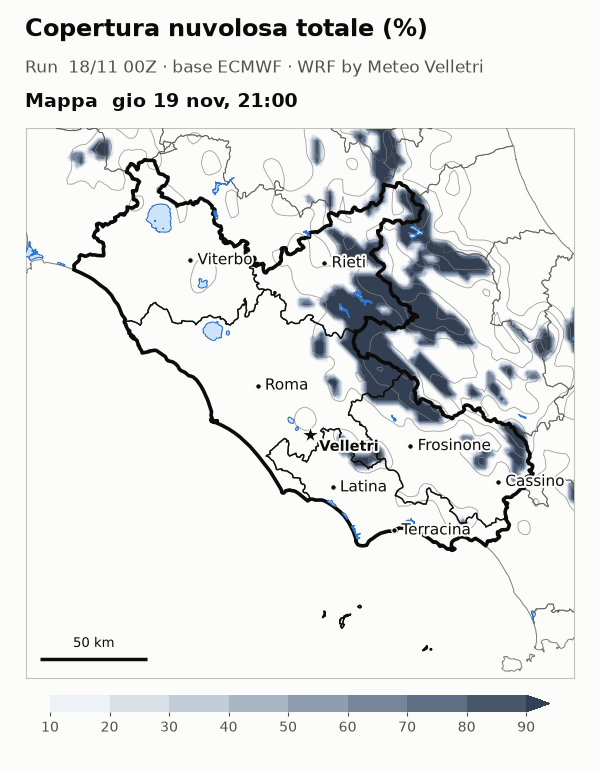 Copertura nuvolosa totale (%)
Run  18/11 00Z · base ECMWF · WRF by Meteo Velletri
Mappa  gio 19 nov, 21:00
Viterbo
Rieti
Roma
Velletri
Frosinone
Latina
Cassino
Terracina
50 km
10 20 30 40 50 60 70 80 90